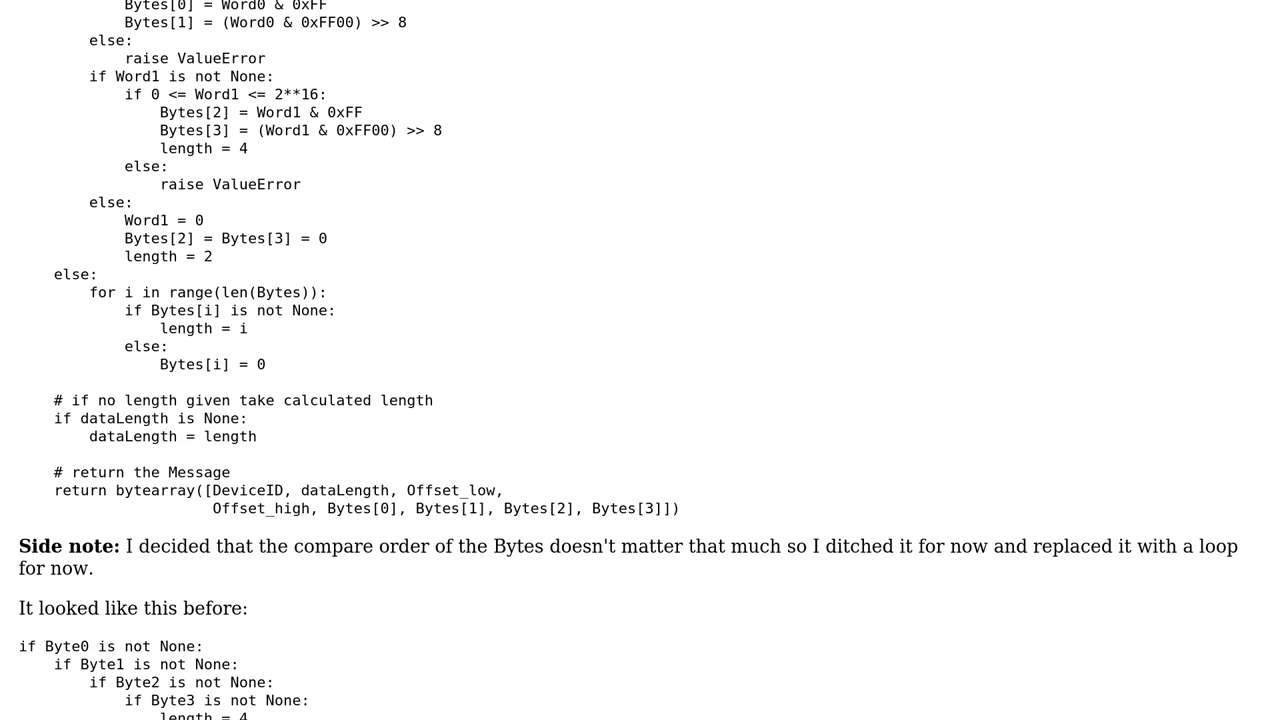 Bytes[0] = Word0 & 0xFF
Bytes[1] = (Word0 & 0xFF00) >> 8
else:
raise ValueError
if Word1 is not None:
if 0 <= Word1 <= 2**16:
Bytes[2] = Word1 & 0xFF
Bytes[3] = (Word1 & 0xFF00) >> 8
length = 4
else:
raise ValueError
else:
Word1 = 0
Bytes[2] = Bytes[3] = 0
length = 2
else:
for i in range(len(Bytes)):
if Bytes[i] is not None:
length = i
else:
Bytes[i] = 0
# if no length given take calculated length
if dataLength is None:
dataLength = length
# return the Message
return bytearray([DeviceID, dataLength, Offset_low,
Offset_high, Bytes[0], Bytes[1], Bytes[2], Bytes[3]])
Side note: I decided that the compare order of the Bytes doesn't matter that much so I ditched it for now and replaced it with a loop
for now.
It looked like this before:
if Byte0 is not None:
if Byte1 is not None:
if Byte2 is not None:
if Byte3 is not None:
length = 4